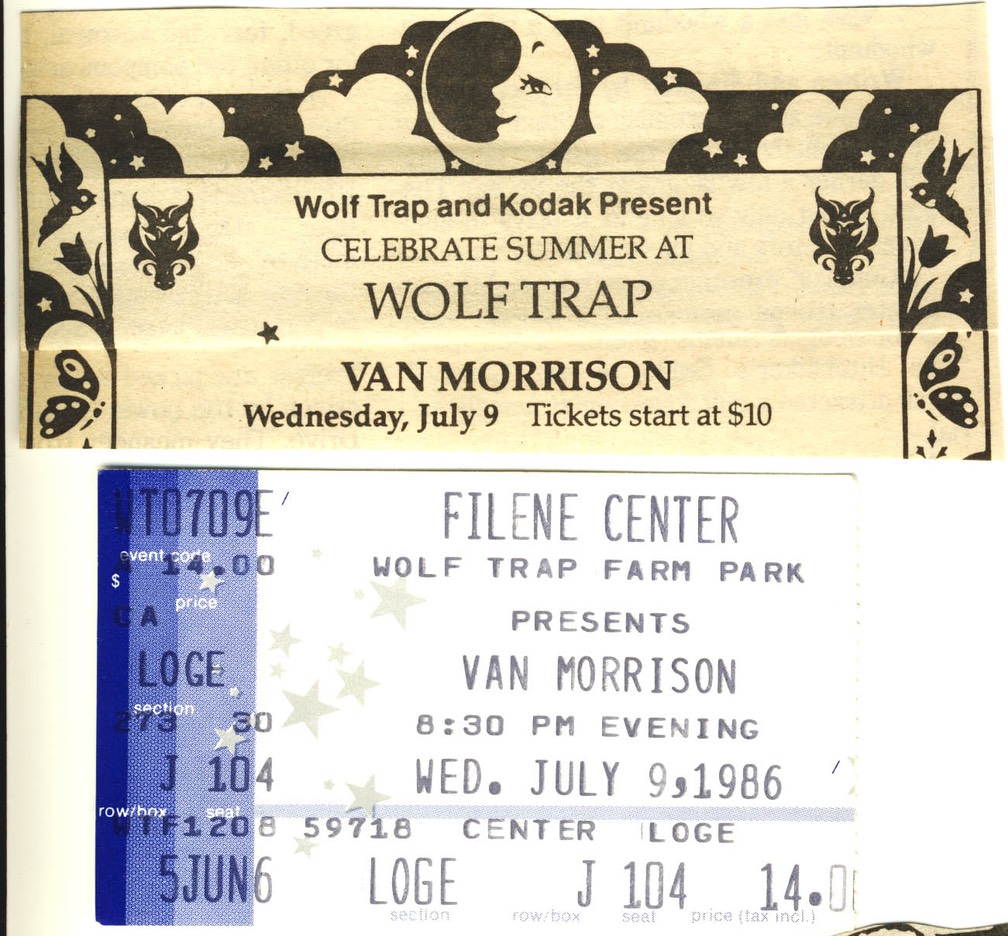 Wolf Trap and Kodak Present
CELEBRATE SUMMER AT
WOLF TRAP
VAN MORRISON
Wednesday, July 9 Tickets start at $10
WT0709E
event code
$ 14.00
price
CA
LOGE
section
273 30
J 104
row/box seat
WTF1208 59718
5JUN6
FILENE CENTER
WOLF TRAP FARM PARK
PRESENTS
VAN MORRISON
8:30 PM EVENING
WED. JULY 9,1986
CENTER LOGE
LOGE J 104 14.0
section row/box seat price (tax incl.)